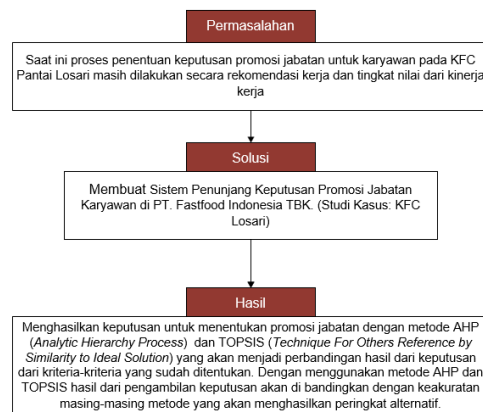 Permasalahan
Saat ini proses penentuan keputusan promosi jabatan untuk karyawan pada KFC
Pantai Losari masih dilakukan secara rekomendasi kerja dan tingkat nilai dari kinerja
kerja
Solusi
Membuat Sistem Penunjang Keputusan Promosi Jabatan
Karyawan di PT. Fastfood Indonesia TBK. (Studi Kasus: KFC
Losari)
Hasil
Menghasilkan keputusan untuk menentukan promosi jabatan dengan metode AHP
(Analytic Hierarchy Process) dan TOPSIS (Technique For Others Reference by
Similarity to Ideal Solution) yang akan menjadi perbandingan hasil dari keputusan
dari kriteria-kriteria yang sudah ditentukan. Dengan menggunakan metode AHP dan
TOPSIS hasil dari pengambilan keputusan akan di bandingkan dengan keakuratan
masing-masing metode yang akan menghasilkan peringkat alternatif.